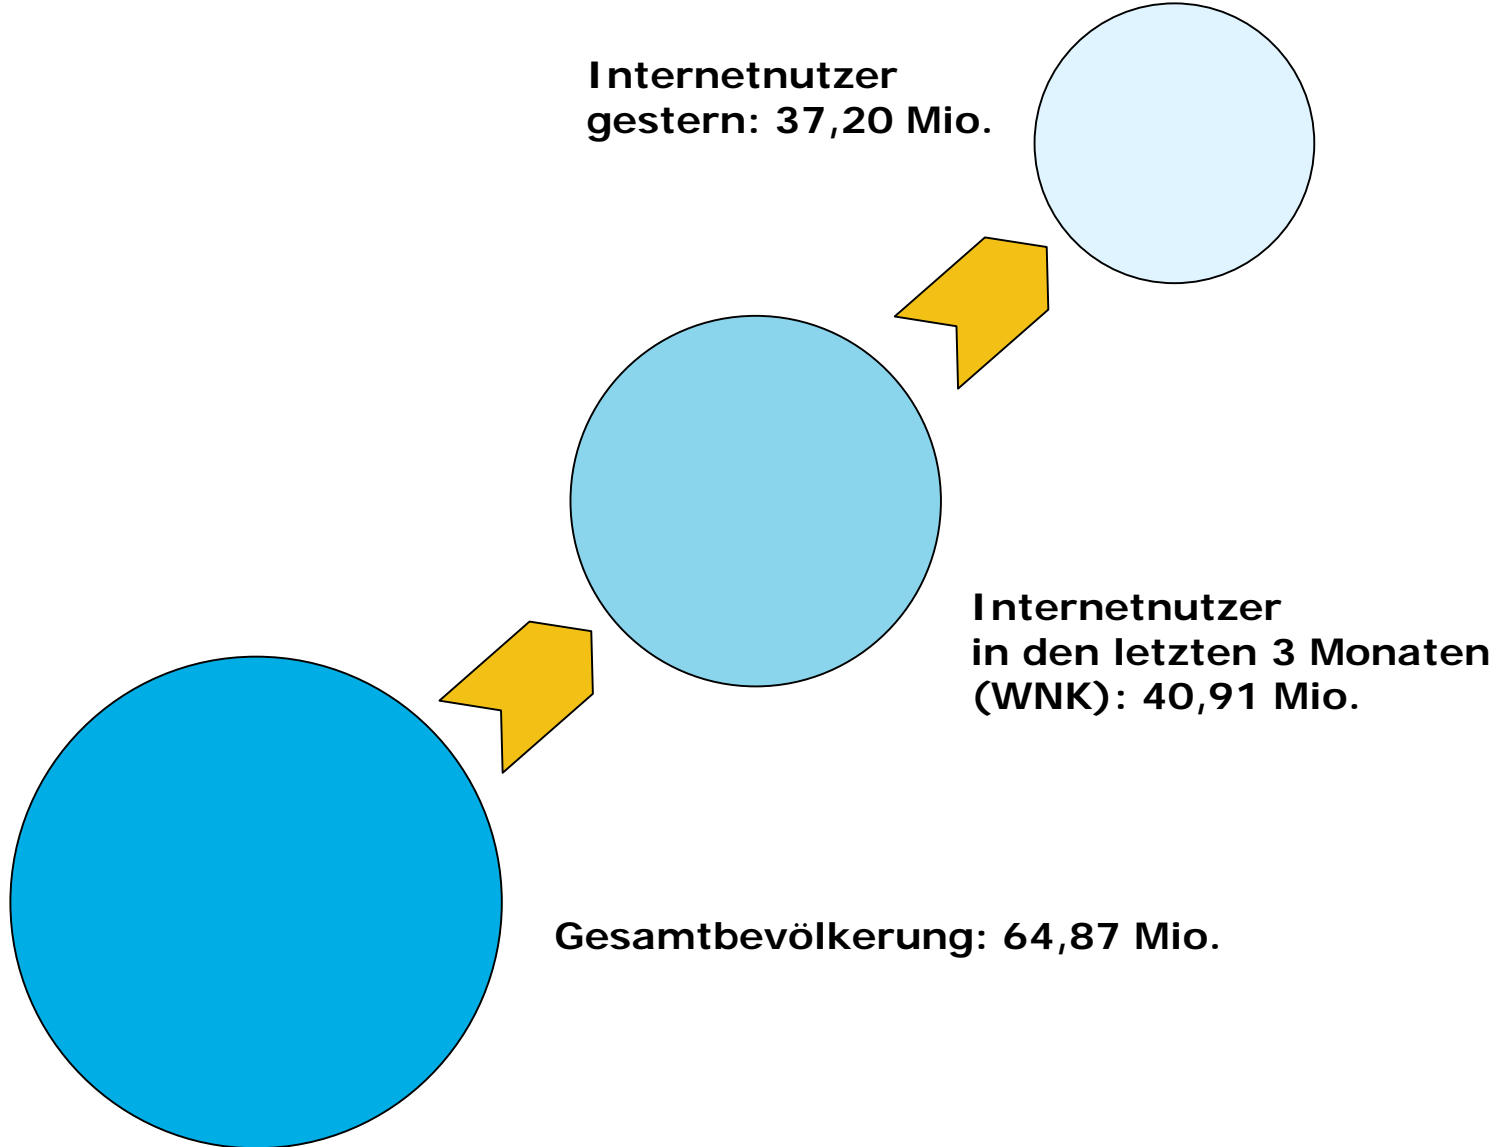 Internetnutzer
gestern: 37,20 Mio.
Internetnutzer
in den letzten 3 Monaten
(WNK): 40,91 Mio.
Gesamtbevölkerung: 64,87 Mio.